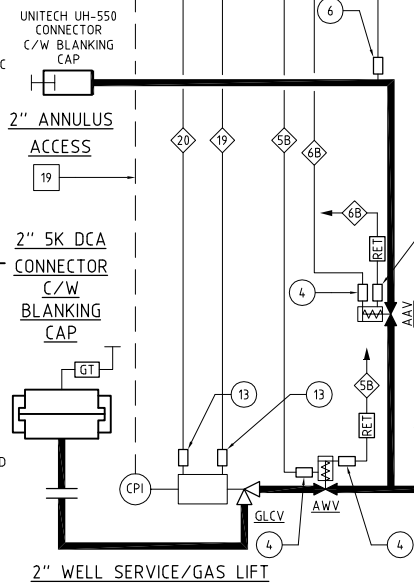 UNITECH UH-550
CONNECTOR
C/W BLANKING
CAP
6
C
2" ANNULUS
ACCESS
19
20
19
5B
6B
6B
RET
2" 5K DCA
CONNECTOR
C/W
BLANKING
CAP
4
AAV
GT
5B
13
13
RET
D
CPI
GLCV
AWV
4
4
2" WELL SERVICE/GAS LIFT